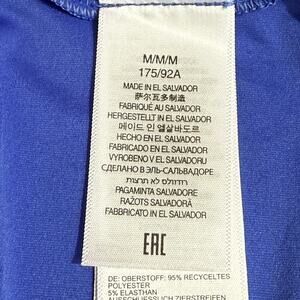 M/M/M
175/92A
MADE IN EL SALVADOR
萨尔瓦多制造
FABRIQUÉ AU SALVADOR
HERGESTELLT IN EL SALVADOR
메이드 인 엘살바도르
HECHO EN EL SALVADOR
FABRICADO EN EL SALVADOR
VYROBENO V EL SALVADORU
СДЕЛАНО В ЭЛЬ-САЛЬВАДОРЕ
PAGAMINTA SALVADORE
RAŽOTS SALVADORĀ
FABBRICATO IN EL SALVADOR
EAC
DE: OBERSTOFF: 95% RECYCELTES
POLYESTER
5% ELASTHAN
AUSSCHLIESSLICH ZIERSTREIFEN